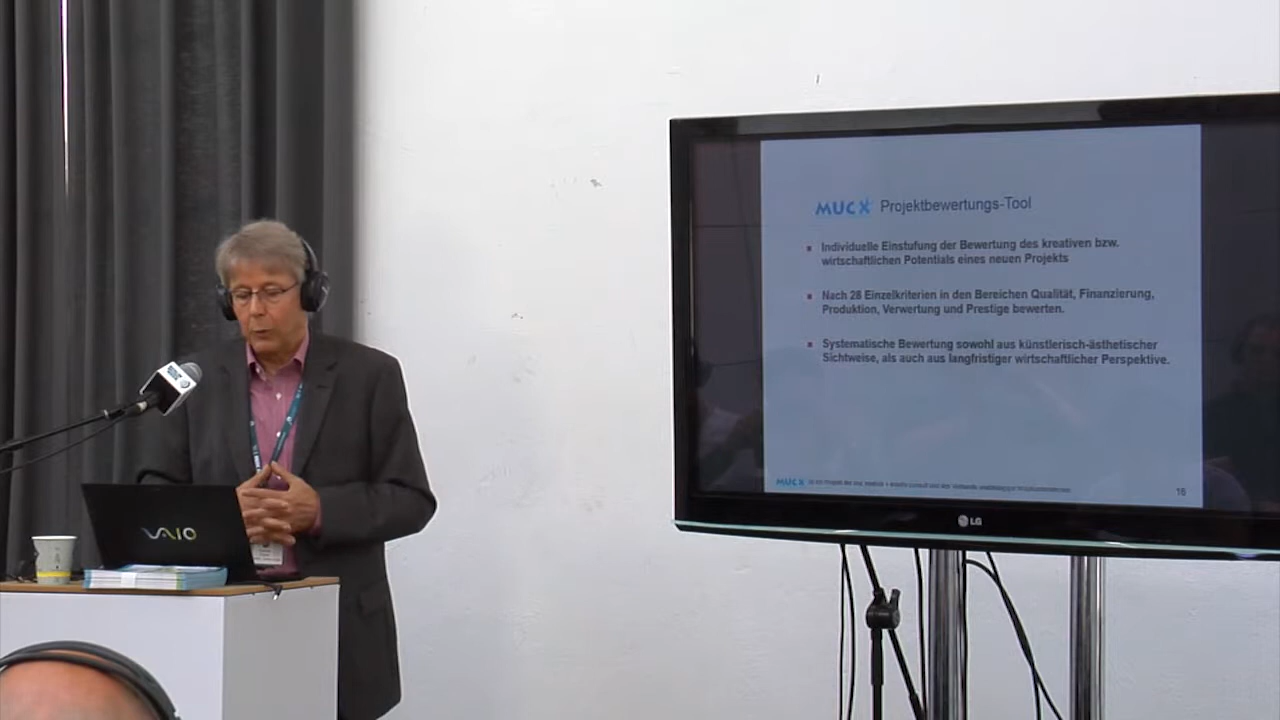 MUCX Projektbewertungs-Tool
Individuelle Einstufung der Bewertung des kreativen bzw.
wirtschaftlichen Potentials eines neuen Projekts
Nach 28 Einzelkriterien in den Bereichen Qualität, Finanzierung,
Produktion, Verwertung und Prestige bewerten.
Systematische Bewertung sowohl aus künstlerisch-ästhetischer
Sichtweise, als auch aus langfristiger wirtschaftlicher Perspektive.
MUCX
16
LG
VAIO